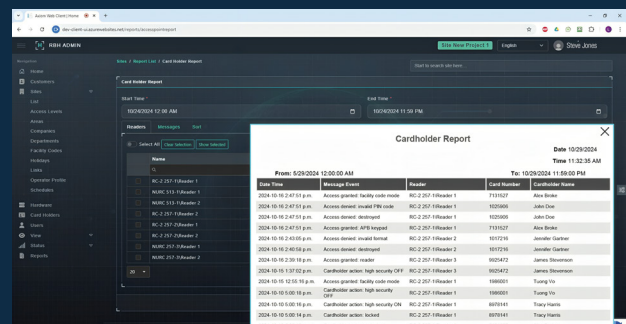 Azure Web Client | Home
dev-client-ui.azurewebsites.net/reports/accesspointreport
RBH ADMIN
Site New Project 1
English
Steve Jones
Navigation
Home
Customers
Sites
List
Access Levels
Areas
Companies
Departments
Facility Codes
Holidays
Links
Operator Profile
Schedules
Hardware
Card Holders
Users
View
Status
Reports
Sites / Report List / Card Holder Report
Start to search site here...
Card Holder Report
Start Time
End Time
10/24/2024 12:00 AM
10/24/2024 11:59 PM
Readers Messages Sort
Select All Clear Selection Show Selected
Name
RC-2 257-1\Reader 1
NURC 513-1\Reader 1
NURC 513-1\Reader 2
RC-2 257-1\Reader 2
RC-2 257-2\Reader 1
RC-2 257-2\Reader 2
NURC 257-3\Reader 1
NURC 257-3\Reader 2
20
Cardholder Report
Date 10/29/2024
Time 11:32:35 AM
From: 5/29/2024 12:00:00 AM To: 10/29/2024 11:59:00 PM
Date Time Message Event Reader Card Number Cardholder Name
2024-10-16 2:47:51 p.m. Access granted: facility code mode RC-2 257-1\Reader 1 7131527 Alex Broke
2024-10-16 2:47:51 p.m. Access denied: invalid PIN code RC-2 257-1\Reader 1 1025906 John Doe
2024-10-16 2:47:51 p.m. Access denied: destroyed RC-2 257-1\Reader 1 1025906 John Doe
2024-10-16 2:47:51 p.m. Access granted: APB keypad RC-2 257-1\Reader 1 7131527 Alex Broke
2024-10-16 2:43:05 p.m. Access denied: invalid format RC-2 257-1\Reader 2 1017216 Jennifer Gartner
2024-10-16 2:40:58 p.m. Access denied: destroyed RC-2 257-1\Reader 2 1017216 Jennifer Gartner
2024-10-16 2:39:18 p.m. Access granted: reader RC-2 257-1\Reader 3 9925472 James Stevenson
2024-10-15 1:37:02 p.m. Cardholder action: high security OFF RC-2 257-1\Reader 3 9925472 James Stevenson
2024-10-15 12:55:16 p.m. Access granted: facility code mode RC-2 257-1\Reader 1 1986001 Tuong Vo
2024-10-10 5:00:18 p.m. Cardholder action: high security OFF RC-2 257-1\Reader 1 1986001 Tuong Vo
2024-10-10 5:00:16 p.m. Cardholder action: high security ON RC-2 257-1\Reader 1 8978141 Tracy Harris
2024-10-10 5:00:14 p.m. Cardholder action: locked RC-2 257-1\Reader 1 8978141 Tracy Harris